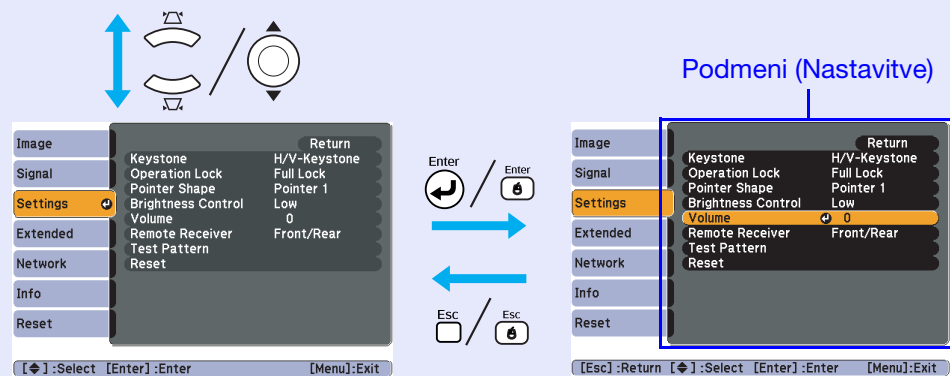 Podmeni (Nastavitve)
Image
Signal
Settings
Extended
Network
Info
Reset
Return
Keystone H/V-Keystone
Operation Lock Full Lock
Pointer Shape Pointer 1
Brightness Control Low
Volume 0
Remote Receiver Front/Rear
Test Pattern
Reset
[ ] :Select [Enter] :Enter [Menu]:Exit
Enter
Enter
Esc
Esc
Image
Signal
Settings
Extended
Network
Info
Reset
Return
Keystone H/V-Keystone
Operation Lock Full Lock
Pointer Shape Pointer 1
Brightness Control Low
Volume 0
Remote Receiver Front/Rear
Test Pattern
Reset
[Esc] :Return [ ] :Select [Enter] :Enter [Menu]:Exit